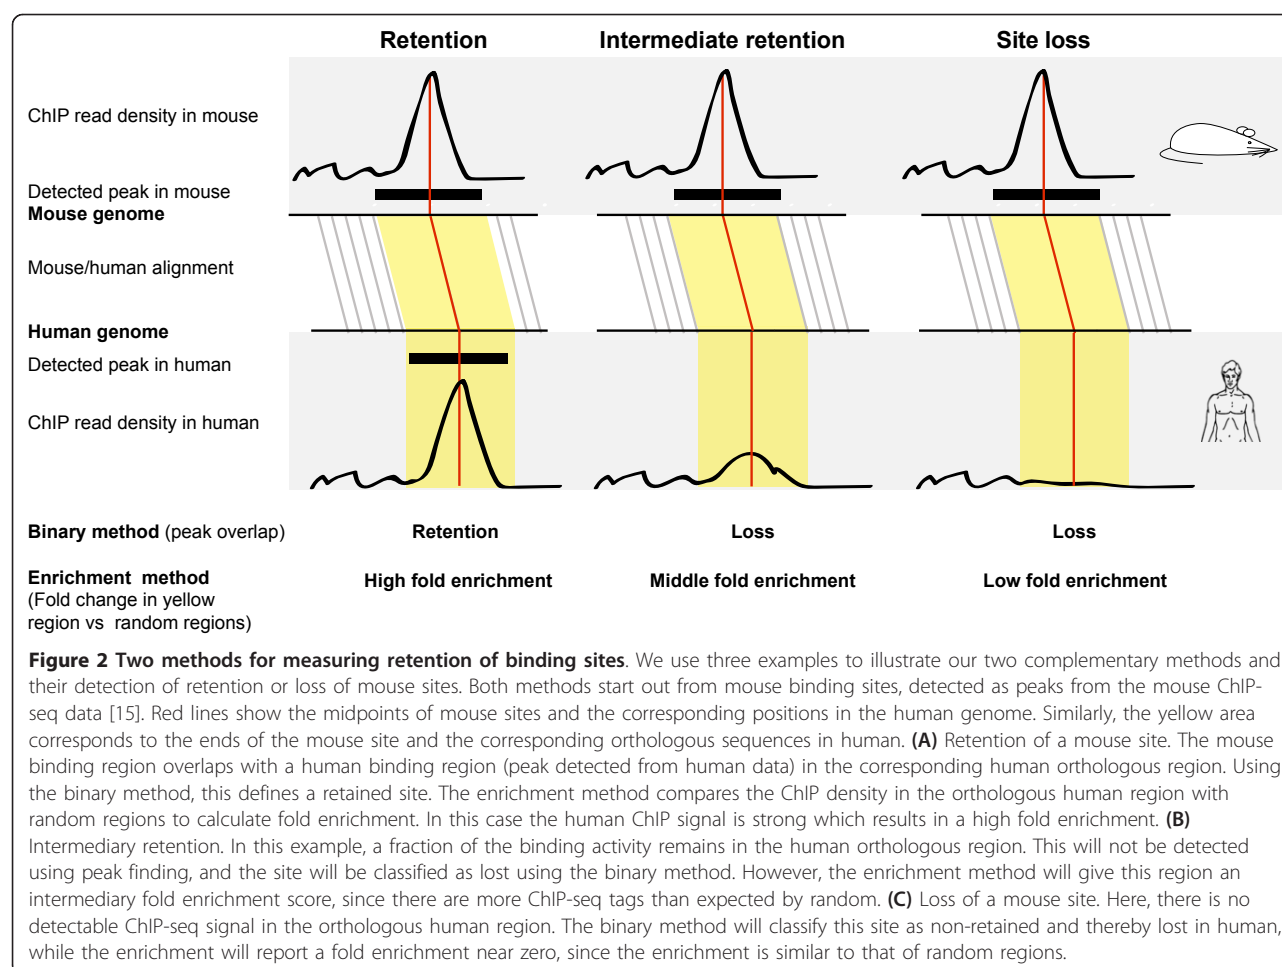 Retention Intermediate retention Site loss
ChIP read density in mouse
Detected peak in mouse
Mouse genome
Mouse/human alignment
Human genome
Detected peak in human
ChIP read density in human
Binary method (peak overlap) Retention Loss Loss
Enrichment method High fold enrichment Middle fold enrichment Low fold enrichment
(Fold change in yellow
region vs random regions)
Figure 2 Two methods for measuring retention of binding sites. We use three examples to illustrate our two complementary methods and
their detection of retention or loss of mouse sites. Both methods start out from mouse binding sites, detected as peaks from the mouse ChIP-
seq data [15]. Red lines show the midpoints of mouse sites and the corresponding positions in the human genome. Similarly, the yellow area
corresponds to the ends of the mouse site and the corresponding orthologous sequences in human. (A) Retention of a mouse site. The mouse
binding region overlaps with a human binding region (peak detected from human data) in the corresponding human orthologous region. Using
the binary method, this defines a retained site. The enrichment method compares the ChIP density in the orthologous human region with
random regions to calculate fold enrichment. In this case the human ChIP signal is strong which results in a high fold enrichment. (B)
Intermediary retention. In this example, a fraction of the binding activity remains in the human orthologous region. This will not be detected
using peak finding, and the site will be classified as lost using the binary method. However, the enrichment method will give this region an
intermediary fold enrichment score, since there are more ChIP-seq tags than expected by random. (C) Loss of a mouse site. Here, there is no
detectable ChIP-seq signal in the orthologous human region. The binary method will classify this site as non-retained and thereby lost in human,
while the enrichment will report a fold enrichment near zero, since the enrichment is similar to that of random regions.